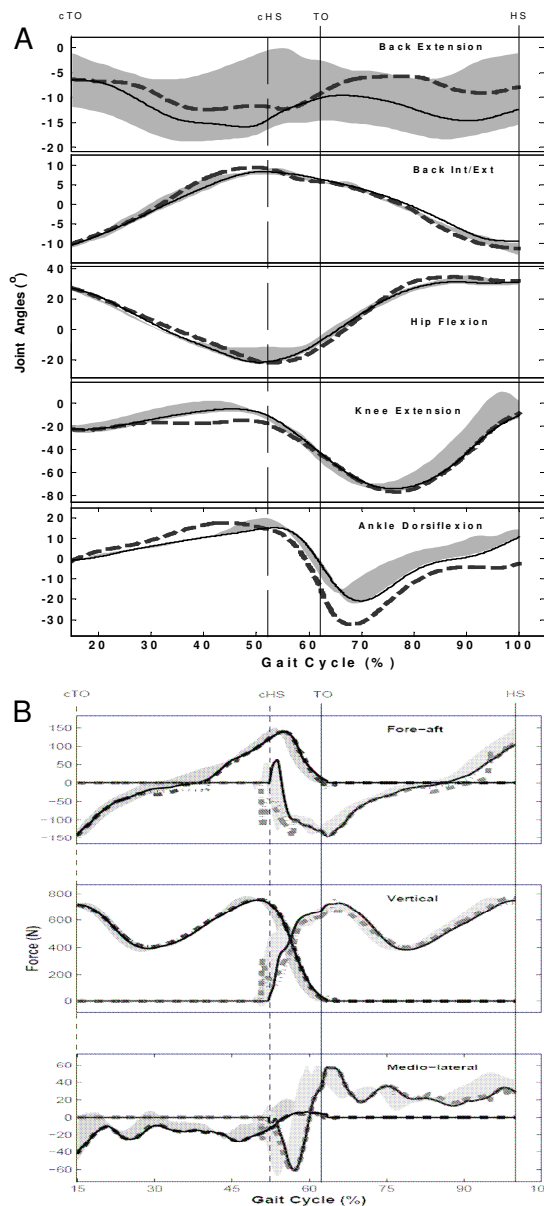 cTO cHS TO HS
A
Back Extension
0
-5
-10
-15
-20
Back Int/Ext
10
5
0
-5
-10
Hip Flexion
40
20
0
-20
Joint Angles (°)
Knee Extension
0
-20
-40
-60
-80
Ankle Dorsiflexion
20
10
0
-10
-20
-30
20 30 40 50 60 70 80 90 100
Gait Cycle (%)
cTO cHS TO HS
B
Fore-aft
150
100
50
0
-50
-100
-150
Vertical
800
600
400
200
0
Force (N)
Medio-lateral
60
40
20
0
-20
-40
-60
15 30 45 60 75 90 10
Gait Cycle (%)